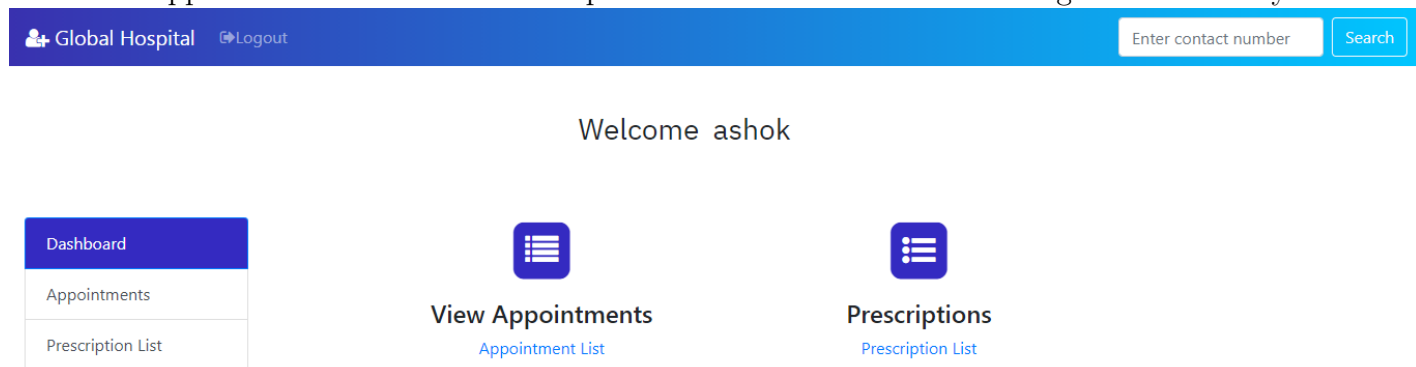 Global Hospital Logout Enter contact number Search
Welcome ashok
Dashboard
Appointments
Prescription List
View Appointments Prescriptions
Appointment List Prescription List